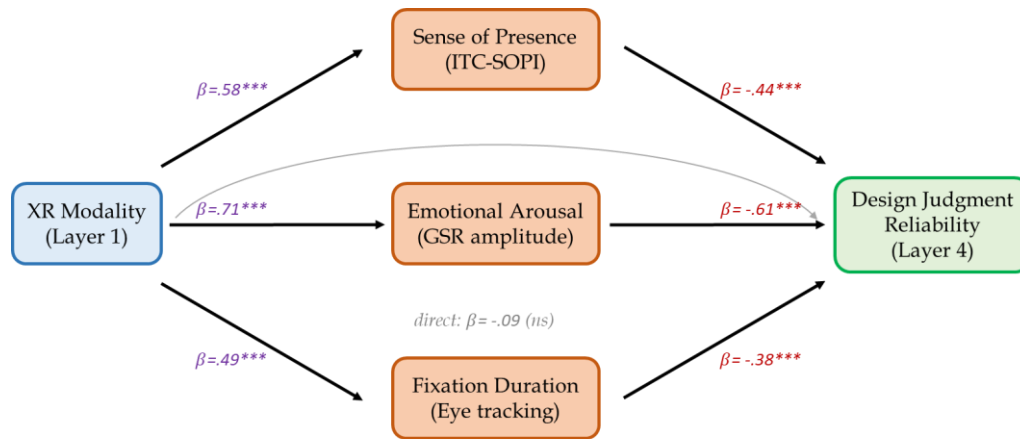 Sense of Presence
(ITC-SOPI)
β=.58***
β= -.44***
XR Modality
(Layer 1)
β=.71***
Emotional Arousal
(GSR amplitude)
β= -.61***
Design Judgment
Reliability
(Layer 4)
direct: β= -.09 (ns)
β=.49***
β= -.38***
Fixation Duration
(Eye tracking)